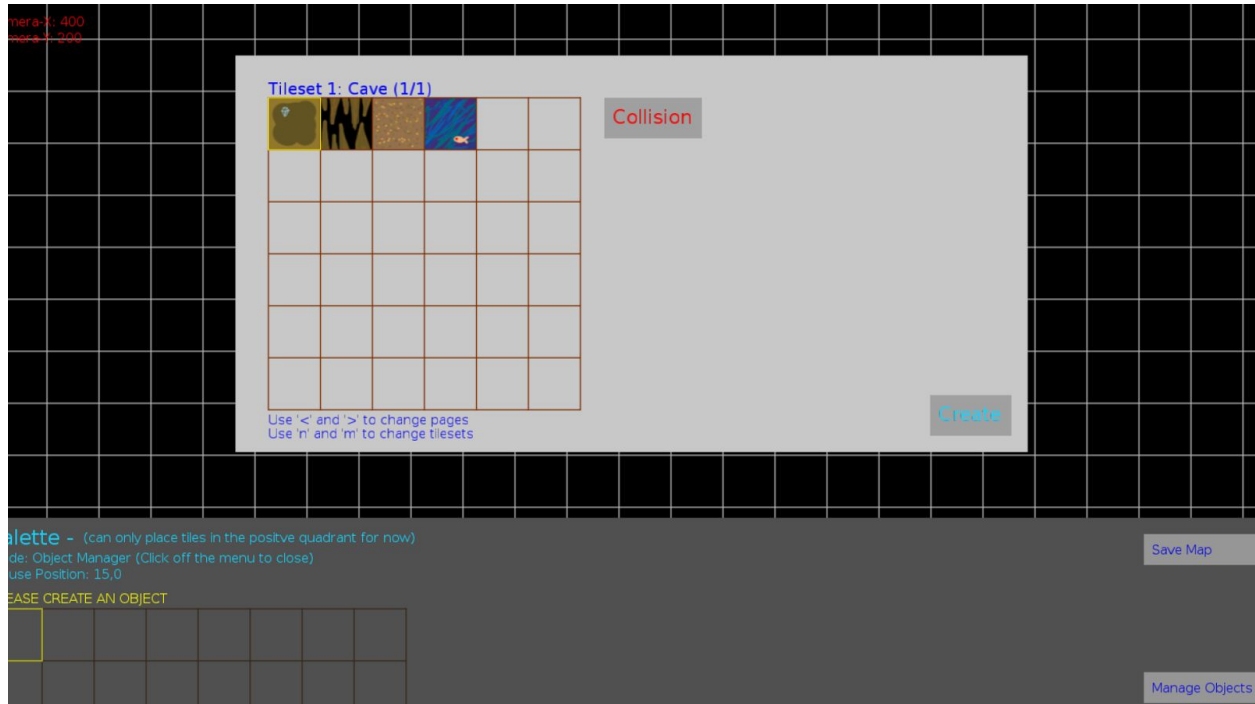 mera-X: 400
mera-Y: 200
Tileset 1: Cave (1/1)
Collision
Use '<' and '>' to change pages
Use 'n' and 'm' to change tilesets
Create
alette - (can only place tiles in the positve quadrant for now)
de: Object Manager (Click off the menu to close)
use Position: 15,0
EASE CREATE AN OBJECT
Save Map
Manage Objects